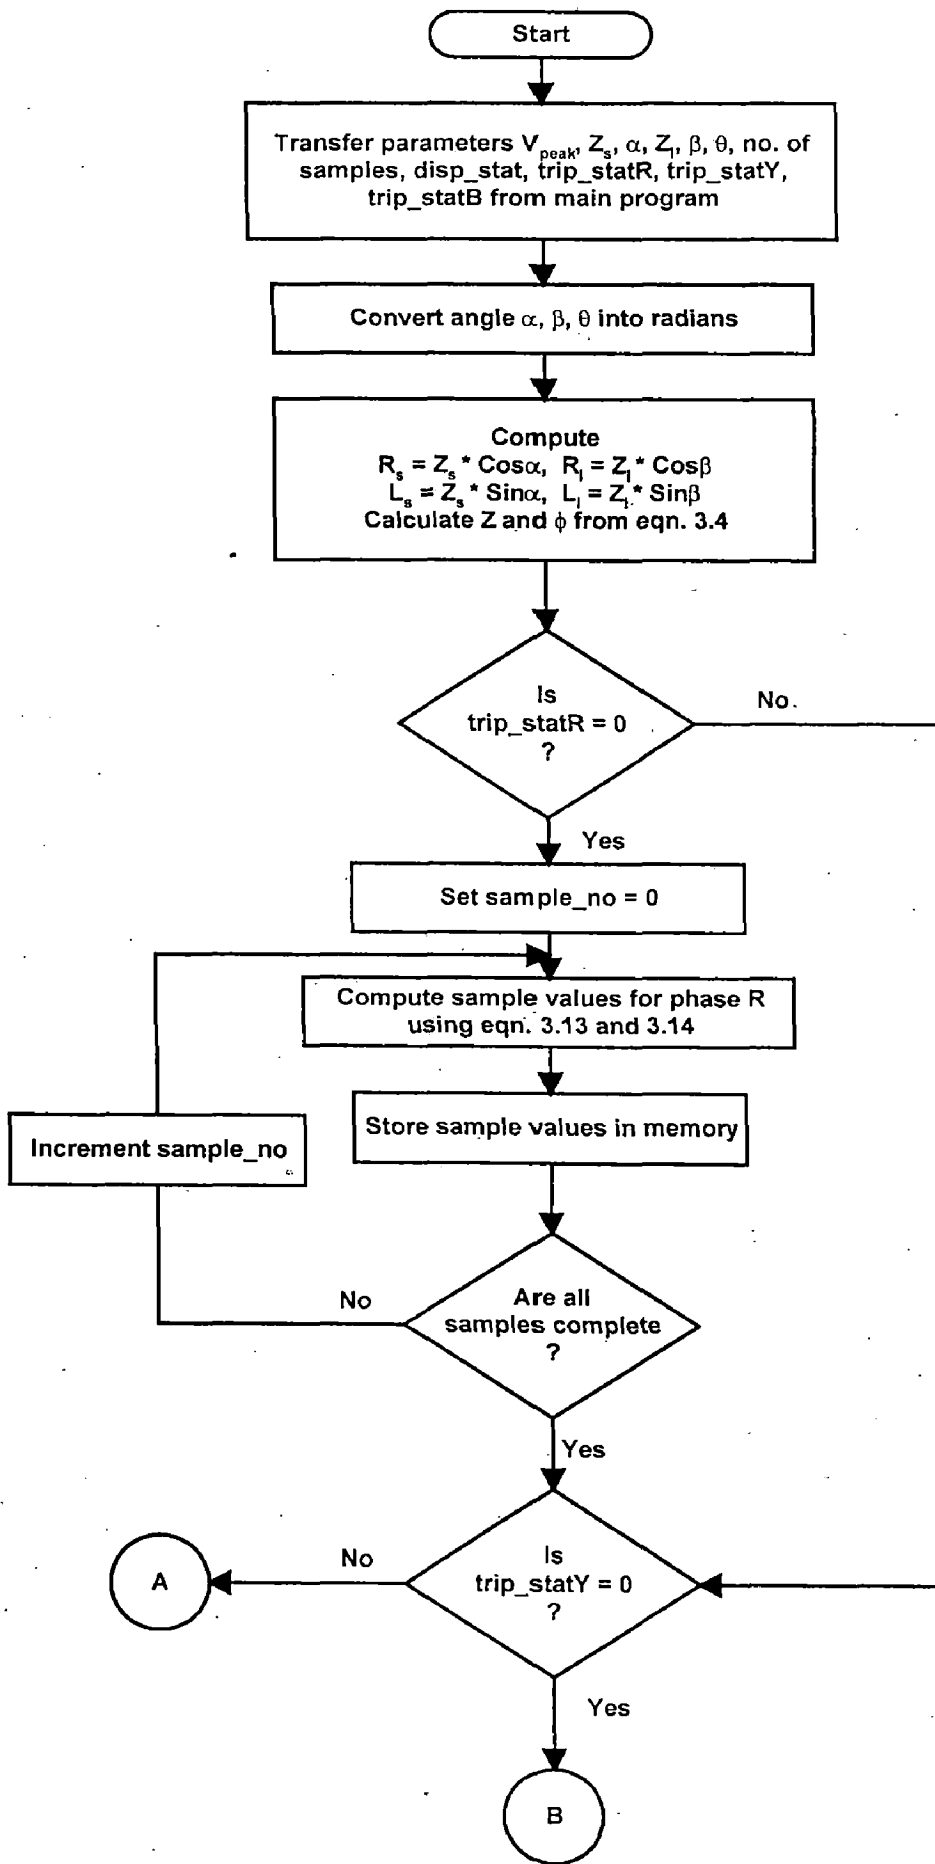 Start
Transfer parameters V_peak, Z_s, α, Z_l, β, θ, no. of
samples, disp_stat, trip_statR, trip_statY,
trip_statB from main program
Convert angle α, β, θ into radians
Compute
R_s = Z_s * Cosα, R_l = Z_l * Cosβ
L_s = Z_s * Sinα, L_l = Z_l * Sinβ
Calculate Z and ϕ from eqn. 3.4
Is
trip_statR = 0
?
No.
Yes
Set sample_no = 0
Compute sample values for phase R
using eqn. 3.13 and 3.14
Store sample values in memory
Increment sample_no
Are all
samples complete
?
No
Yes
Is
trip_statY = 0
?
No
A
Yes
B